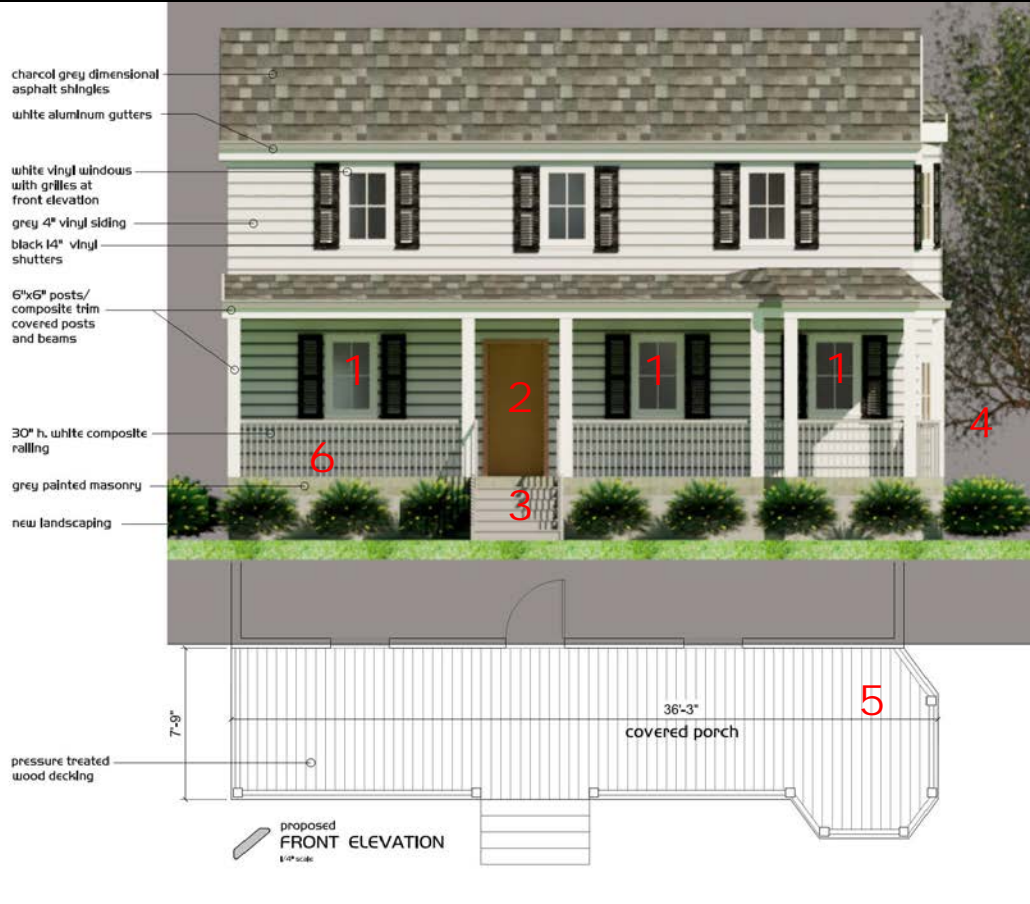 charcol grey dimensional
asphalt shingles
white aluminum gutters
white vinyl windows
with grilles at
front elevation
grey 4" vinyl siding
black 14" vinyl
shutters
6"x6" posts/
composite trim
covered posts
and beams
1
1
1
2
30" h. white composite
railing
4
6
grey painted masonry
3
new landscaping
5
36'-3"
covered porch
7'-9"
pressure treated
wood decking
proposed
FRONT ELEVATION
1/4" scale